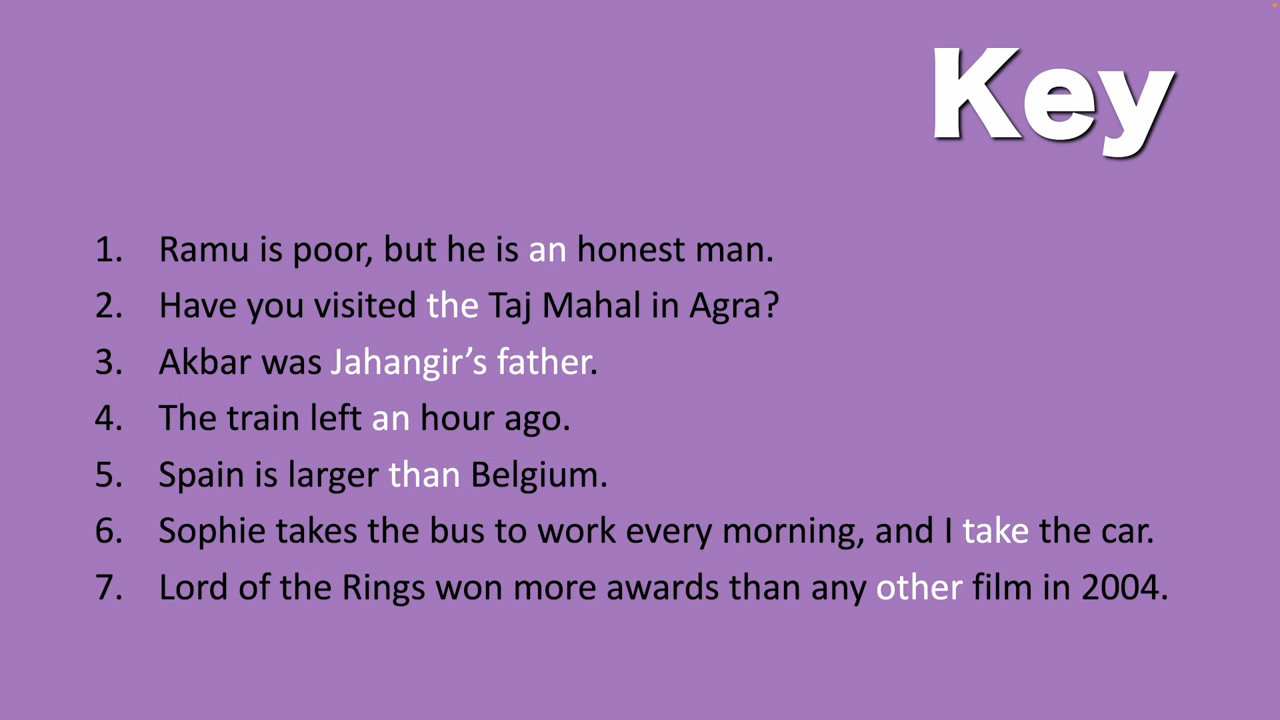 Key
1. Ramu is poor, but he is an honest man.
2. Have you visited the Taj Mahal in Agra?
3. Akbar was Jahangir’s father.
4. The train left an hour ago.
5. Spain is larger than Belgium.
6. Sophie takes the bus to work every morning, and I take the car.
7. Lord of the Rings won more awards than any other film in 2004.